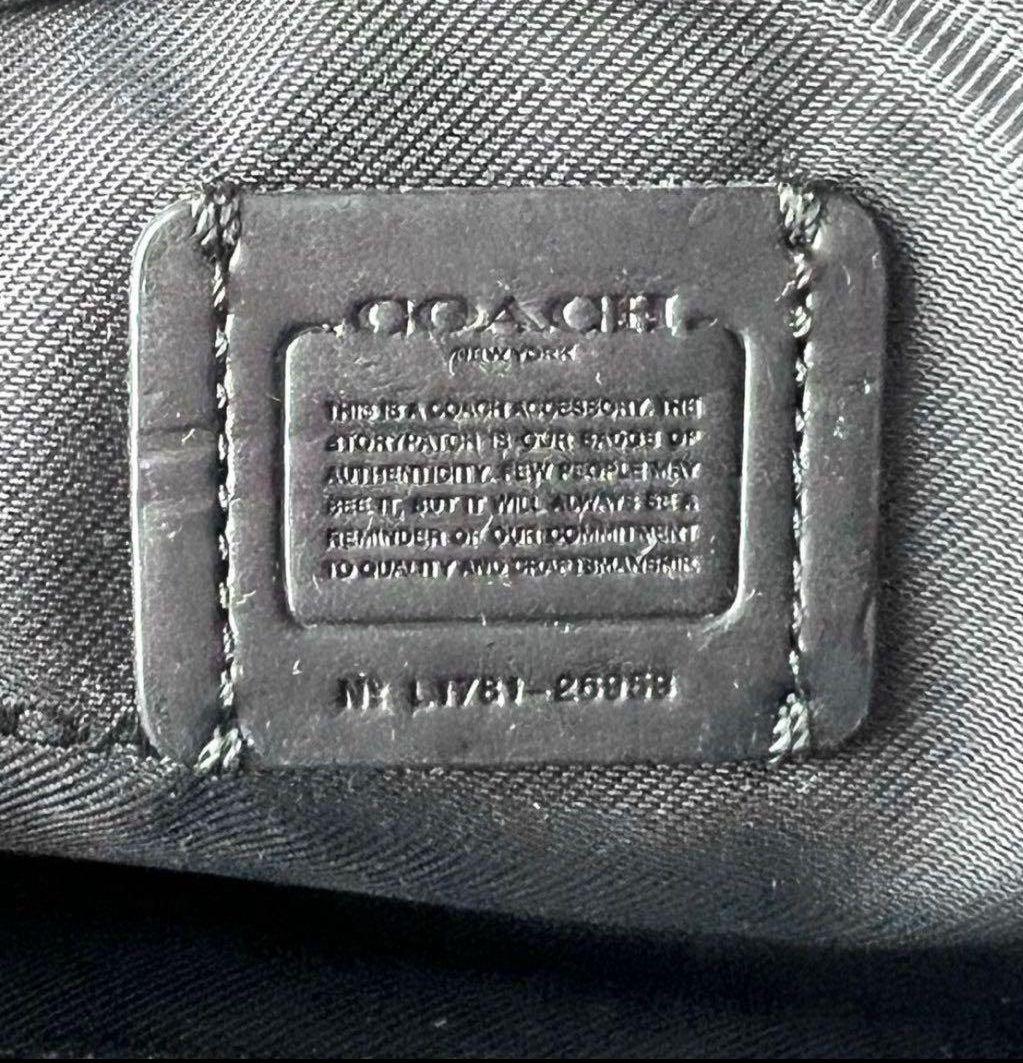 COACH
NEW YORK
THIS IS A COACH ACCESSORY. THE
STORYPATCH IS OUR BADGE OF
AUTHENTICITY. FEW PEOPLE MAY
SEE IT, BUT IT WILL ALWAYS BE A
REMINDER OF OUR COMMITMENT
TO QUALITY AND CRAFTSMANSHIP.
Nº